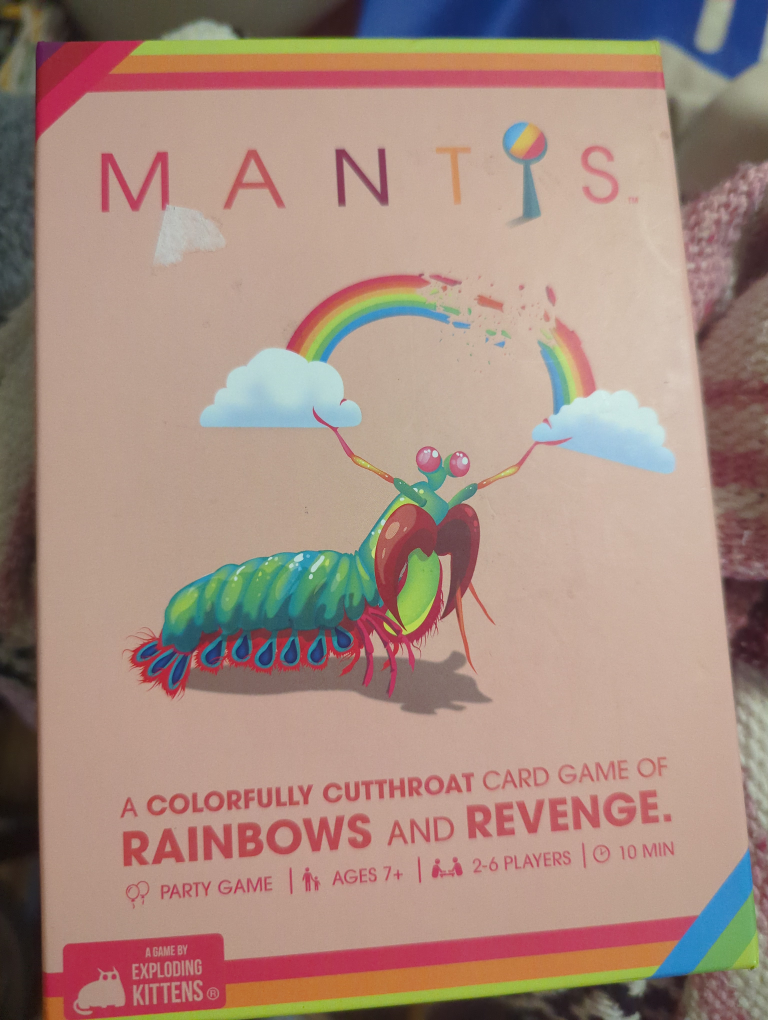 MANTIS™
A COLORFULLY CUTTHROAT CARD GAME OF
RAINBOWS AND REVENGE.
PARTY GAME | AGES 7+ | 2-6 PLAYERS | 10 MIN
A GAME BY
EXPLODING
KITTENS®